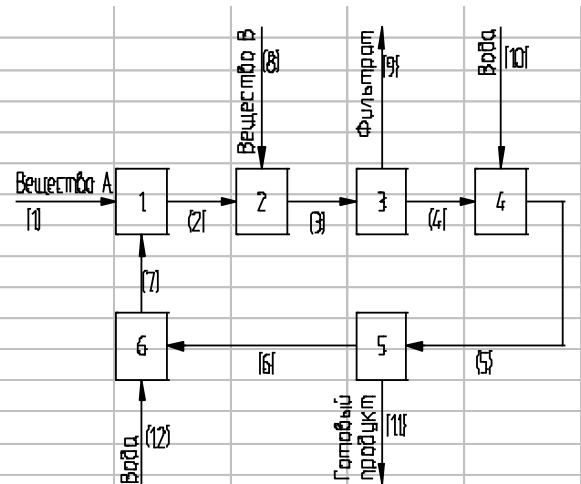 Вещество В
(8)
Фильтрат
(9)
Вода
(10)
Вещество А
(1)
1
(2)
2
(3)
3
(4)
4
(7)
6
(6)
5
(5)
Вода
(12)
Готовый
продукт
(11)